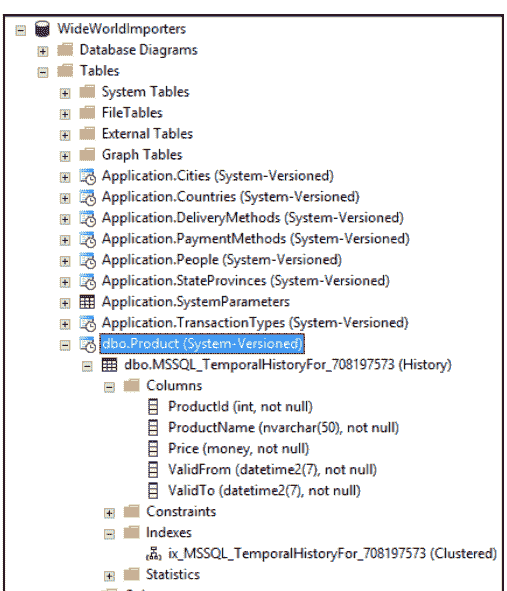 WideWorldImporters
Database Diagrams
Tables
System Tables
FileTables
External Tables
Graph Tables
Application.Cities (System-Versioned)
Application.Countries (System-Versioned)
Application.DeliveryMethods (System-Versioned)
Application.PaymentMethods (System-Versioned)
Application.People (System-Versioned)
Application.StateProvinces (System-Versioned)
Application.SystemParameters
Application.TransactionTypes (System-Versioned)
dbo.Product (System-Versioned)
dbo.MSSQL_TemporalHistoryFor_708197573 (History)
Columns
ProductId (int, not null)
ProductName (nvarchar(50), not null)
Price (money, not null)
ValidFrom (datetime2(7), not null)
ValidTo (datetime2(7), not null)
Constraints
Indexes
ix_MSSQL_TemporalHistoryFor_708197573 (Clustered)
Statistics